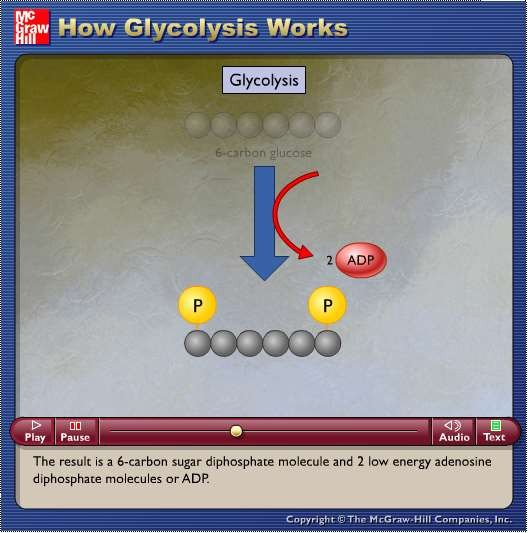 Mc
Graw
Hill
How Glycolysis Works
Glycolysis
6-carbon glucose
2 ADP
P P
Play Pause Audio Text
The result is a 6-carbon sugar diphosphate molecule and 2 low energy adenosine
diphosphate molecules or ADP.
Copyright © The McGraw-Hill Companies, Inc.